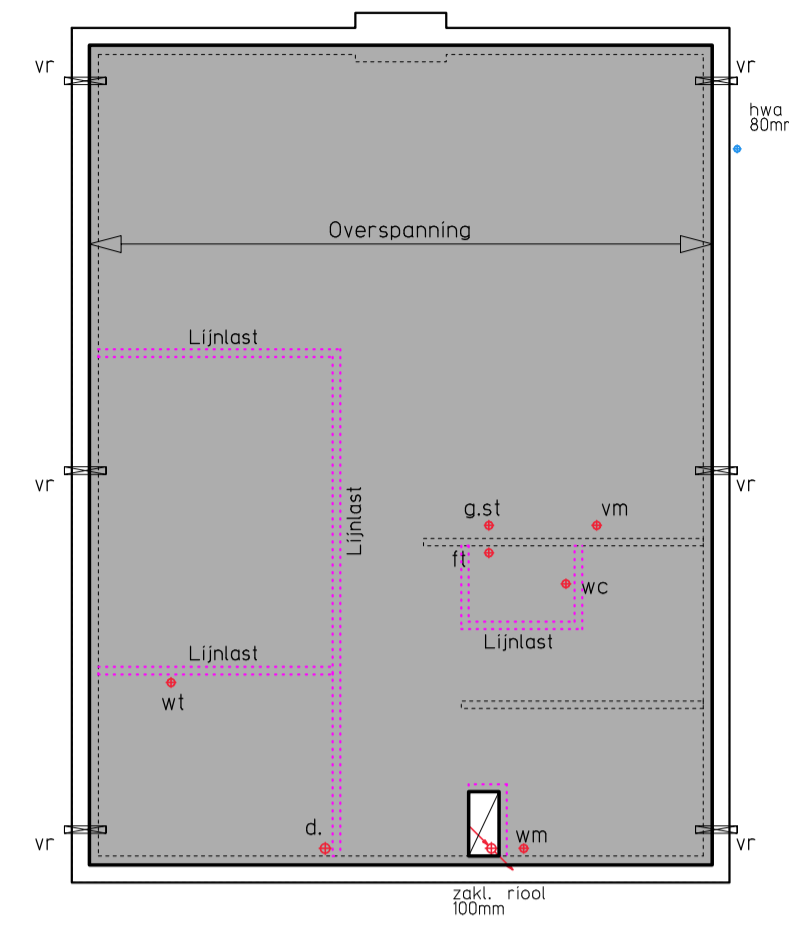 vr
vr
hwa
80mm
Overspanning
Lijnlast
vr
vr
Lijnlast
g.st
vm
ft
wc
Lijnlast
Lijnlast
wt
d.
wm
vr
vr
zakl. riool
100mm